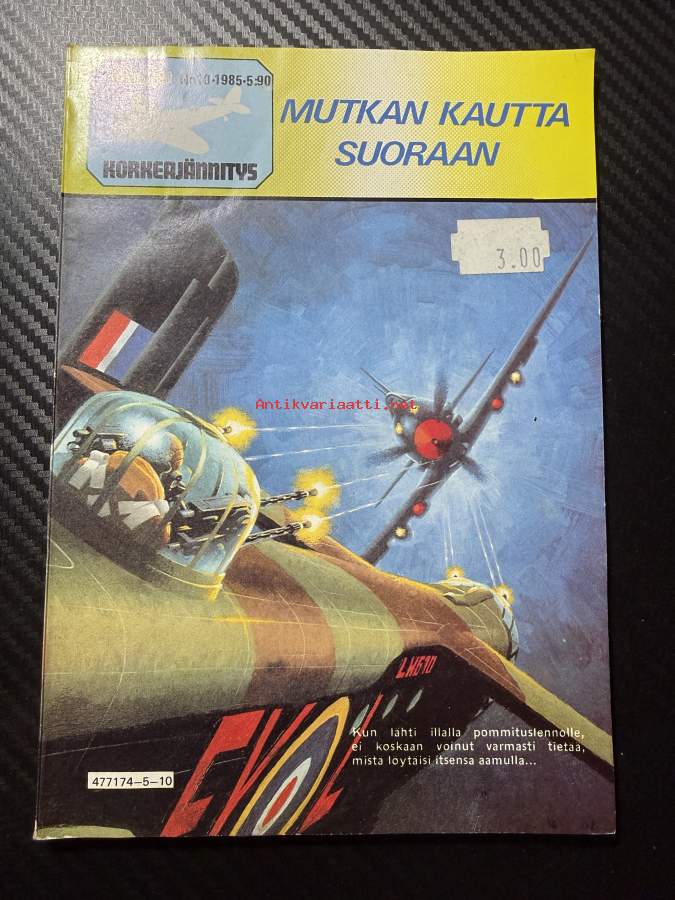 N:o 10•1985•5:90
KORKEAJÄNNITYS
MUTKAN KAUTTA
SUORAAN
3.00
Antikvariaatti.net
LM610
Kun lähti illalla pommituslennolle,
ei koskaan voinut varmasti tietää,
mistä löytäisi itsensä aamulla...
477174-5-10